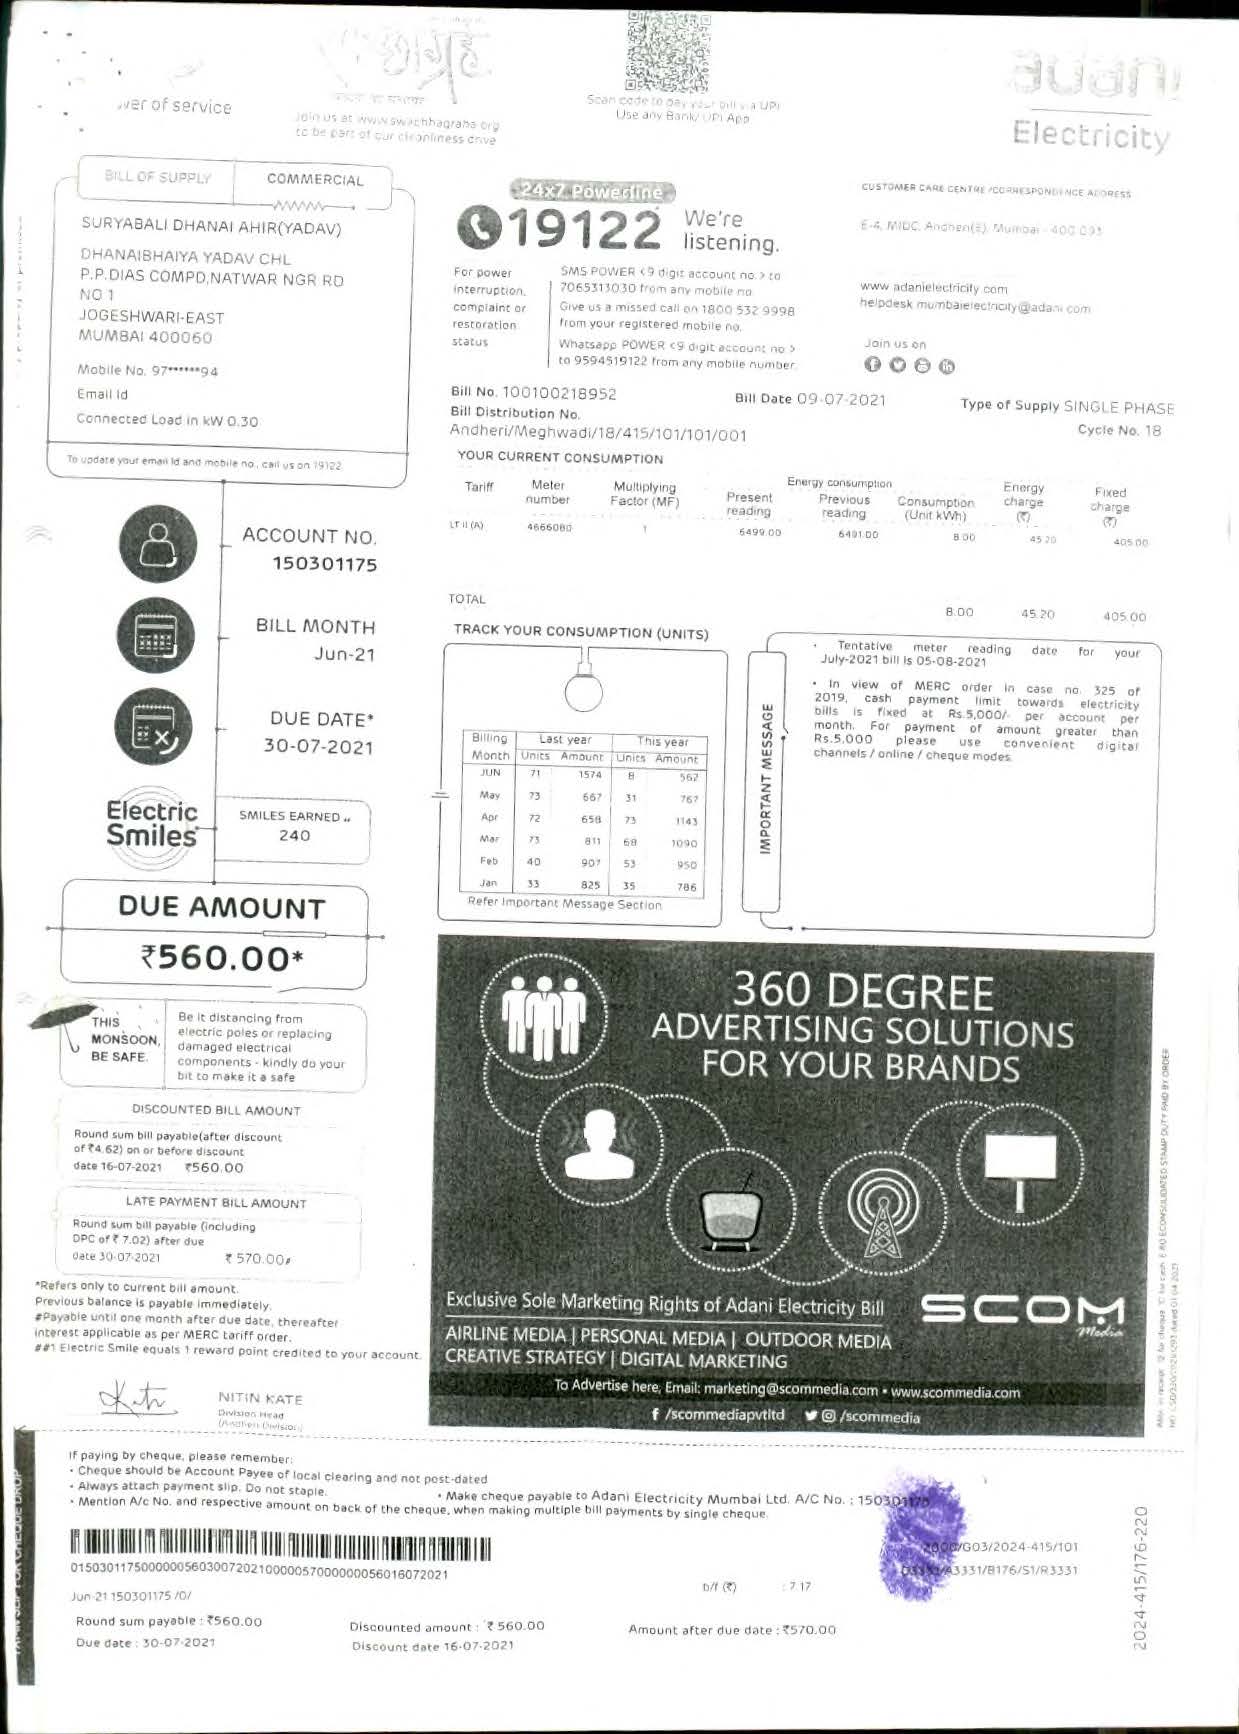 ver of service
Join us at www.swachhagraha.org
to be part of our cleanliness drive
Scan code to pay your bill via UPI
Use any Bank/ UPI App
Electricity
BILL OF SUPPLY
COMMERCIAL
SURYABALI DHANAI AHIR(YADAV)
DHANAIBHAIYA YADAV CHL
P.P.DIAS COMPD,NATWAR NGR RD
NO 1
JOGESHWARI-EAST
MUMBAI 400060
Mobile No. 97******94
Email Id
Connected Load in kW 0.30
To update your email Id and mobile no., call us on 19122
24x7 Powerline
19122 We're
listening.
For power
interruption,
complaint or
restoration
status
SMS POWER <9 digit account no.> to
7065313030 from any mobile no.
Give us a missed call on 1800 532 9998
from your registered mobile no.
Whatsapp POWER <9 digit account no >
to 9594519122 from any mobile number.
CUSTOMER CARE CENTRE /CORRESPONDENCE ADDRESS
E-4, MIDC, Andheri(E), Mumbai - 400 093
www adanielectricity.com
helpdesk mumbaielectricity@adani com
Join us on
Bill No. 100100218952
Bill Date 09-07-2021
Type of Supply SINGLE PHASE
Bill Distribution No.
Andheri/Meghwadi/18/415/101/101/001
Cycle No. 18
YOUR CURRENT CONSUMPTION
Tariff Meter number Multiplying Factor (MF) Energy consumption Present reading Previous reading Consumption (Unit kWh) Energy charge (₹) Fixed charge (₹)
LT II (A) 4666080 1 6499.00 6491.00 8.00 45.20 405.00
TOTAL 8.00 45.20 405.00
ACCOUNT NO.
150301175
BILL MONTH
Jun-21
DUE DATE*
30-07-2021
Electric
Smiles
SMILES EARNED
240
DUE AMOUNT
₹560.00*
TRACK YOUR CONSUMPTION (UNITS)
Billing Last year This year
Month Units Amount Units Amount
JUN 71 1574 8 562
May 73 667 31 767
Apr 72 658 73 1143
Mar 73 811 68 1090
Feb 40 907 53 950
Jan 33 825 35 786
Refer Important Message Section
IMPORTANT MESSAGE
• Tentative meter reading date for your
July-2021 bill is 05-08-2021
• In view of MERC order in case no. 325 of
2019, cash payment limit towards electricity
bills is fixed at Rs.5,000/- per account per
month. For payment of amount greater than
Rs.5,000 please use convenient digital
channels / online / cheque modes.
THIS
MONSOON,
BE SAFE.
Be it distancing from
electric poles or replacing
damaged electrical
components - kindly do your
bit to make it a safe
DISCOUNTED BILL AMOUNT
Round sum bill payable(after discount
of ₹4.62) on or before discount
date 16-07-2021 ₹560.00
LATE PAYMENT BILL AMOUNT
Round sum bill payable (including
DPC of ₹ 7.02) after due
date 30-07-2021 ₹ 570.00#
*Refers only to current bill amount.
Previous balance is payable immediately.
#Payable until one month after due date, thereafter
interest applicable as per MERC tariff order.
##1 Electric Smile equals 1 reward point credited to your account.
NITIN KATE
Division Head
(Andheri Division)
360 DEGREE
ADVERTISING SOLUTIONS
FOR YOUR BRANDS
Exclusive Sole Marketing Rights of Adani Electricity Bill
AIRLINE MEDIA | PERSONAL MEDIA | OUTDOOR MEDIA
CREATIVE STRATEGY | DIGITAL MARKETING
SCOM
Media
To Advertise here, Email: marketing@scommedia.com • www.scommedia.com
/scommediapvtltd /scommedia
If paying by cheque, please remember:
• Cheque should be Account Payee of local clearing and not post-dated
• Always attach payment slip. Do not staple.
• Make cheque payable to Adani Electricity Mumbai Ltd. A/C No. : 150301175
• Mention A/c No. and respective amount on back of the cheque, when making multiple bill payments by single cheque.
/G03/2024-415/101
/A3331/B176/S1/R3331
2024-415/176-220
Jun-21 150301175 /0/
b/f (₹) : 7.17
Round sum payable : ₹560.00
Discounted amount : ₹ 560.00
Amount after due date : ₹570.00
Due date : 30-07-2021
Discount date 16-07-2021